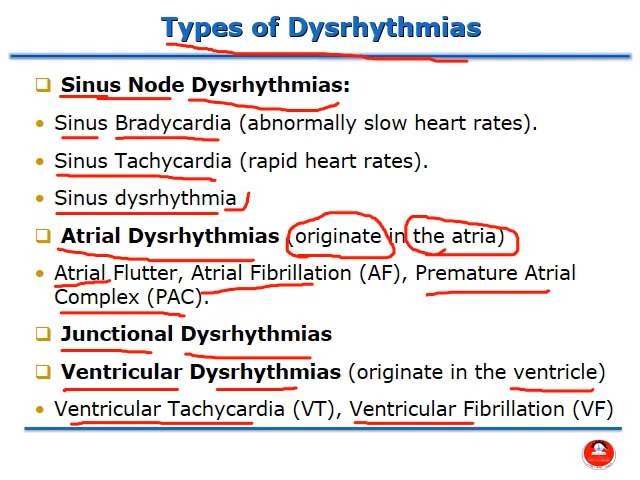 Types of Dysrhythmias
❑ Sinus Node Dysrhythmias:
• Sinus Bradycardia (abnormally slow heart rates).
• Sinus Tachycardia (rapid heart rates).
• Sinus dysrhythmia
❑ Atrial Dysrhythmias (originate in the atria)
• Atrial Flutter, Atrial Fibrillation (AF), Premature Atrial
Complex (PAC).
❑ Junctional Dysrhythmias
❑ Ventricular Dysrhythmias (originate in the ventricle)
• Ventricular Tachycardia (VT), Ventricular Fibrillation (VF)